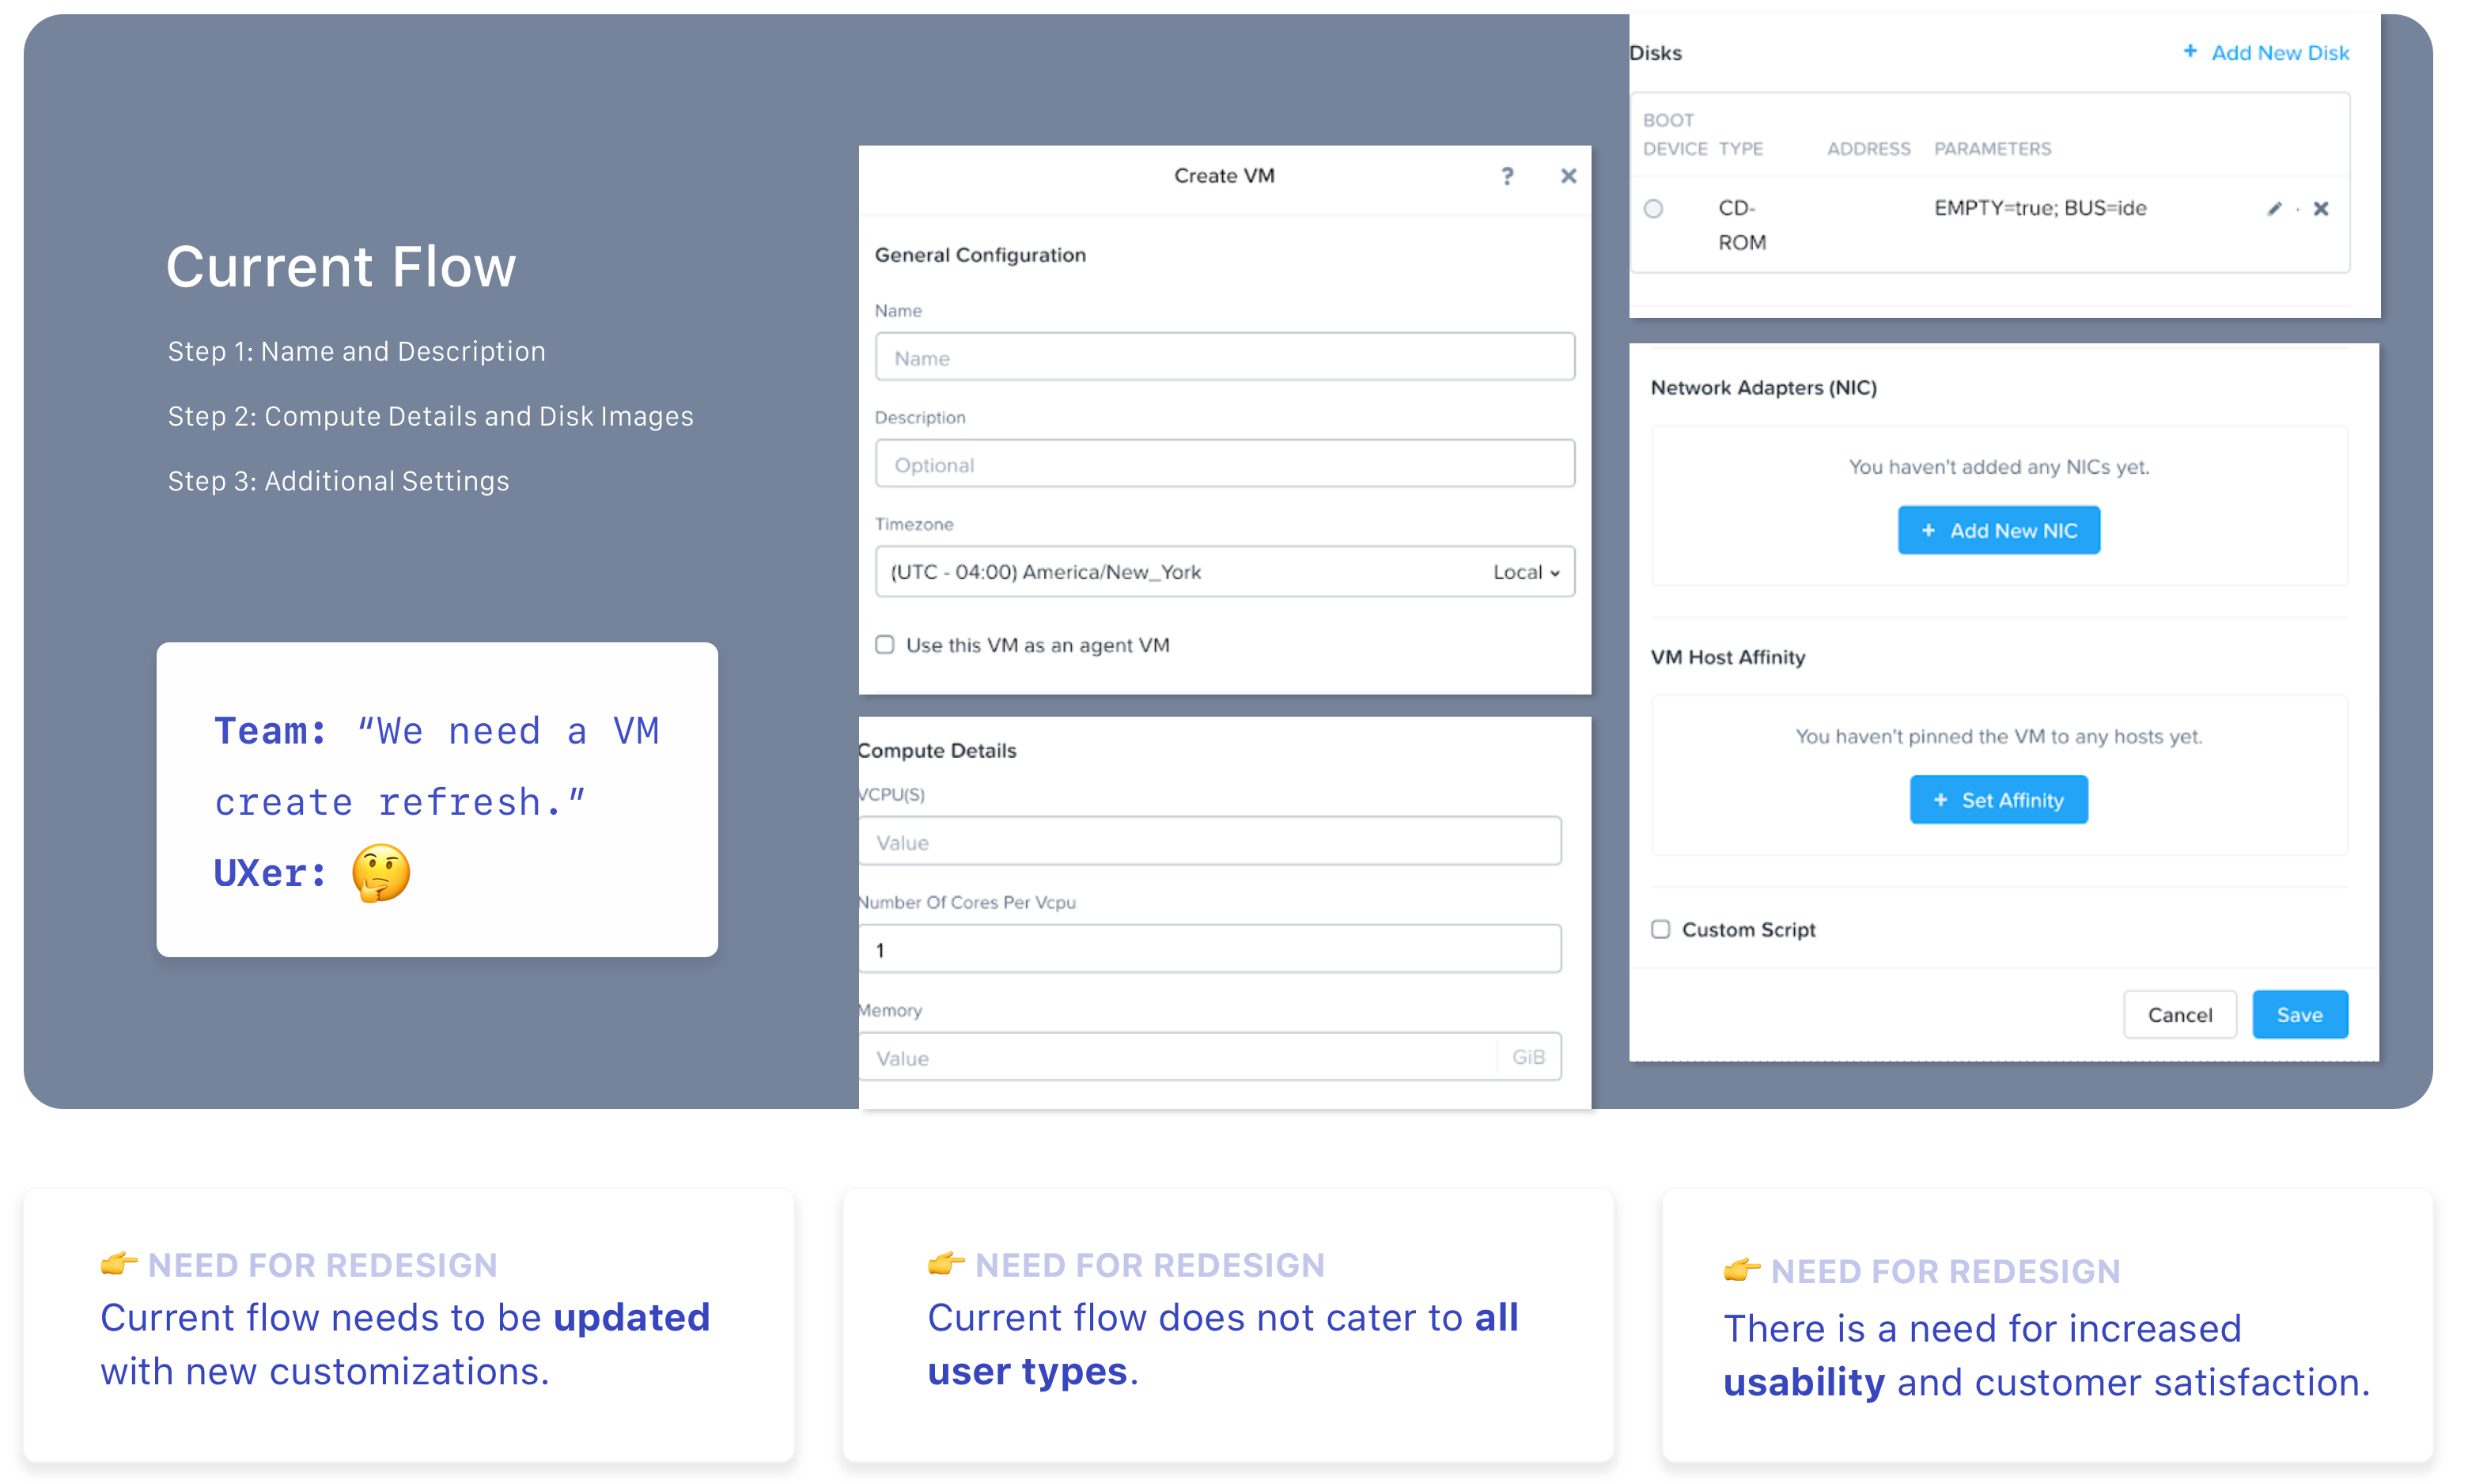 Current Flow
Step 1: Name and Description
Step 2: Compute Details and Disk Images
Step 3: Additional Settings
Team: “We need a VM
create refresh.”
UXer: 🤔
Create VM ? ×
General Configuration
Name
Name
Description
Optional
Timezone
(UTC - 04:00) America/New_York Local
Use this VM as an agent VM
Compute Details
VCPU(S)
Value
Number Of Cores Per Vcpu
1
Memory
Value GiB
Disks + Add New Disk
BOOT
DEVICE TYPE ADDRESS PARAMETERS
CD- EMPTY=true; BUS=ide · ×
ROM
Network Adapters (NIC)
You haven't added any NICs yet.
+ Add New NIC
VM Host Affinity
You haven't pinned the VM to any hosts yet.
+ Set Affinity
Custom Script
Cancel Save
👉 NEED FOR REDESIGN
Current flow needs to be updated
with new customizations.
👉 NEED FOR REDESIGN
Current flow does not cater to all
user types.
👉 NEED FOR REDESIGN
There is a need for increased
usability and customer satisfaction.